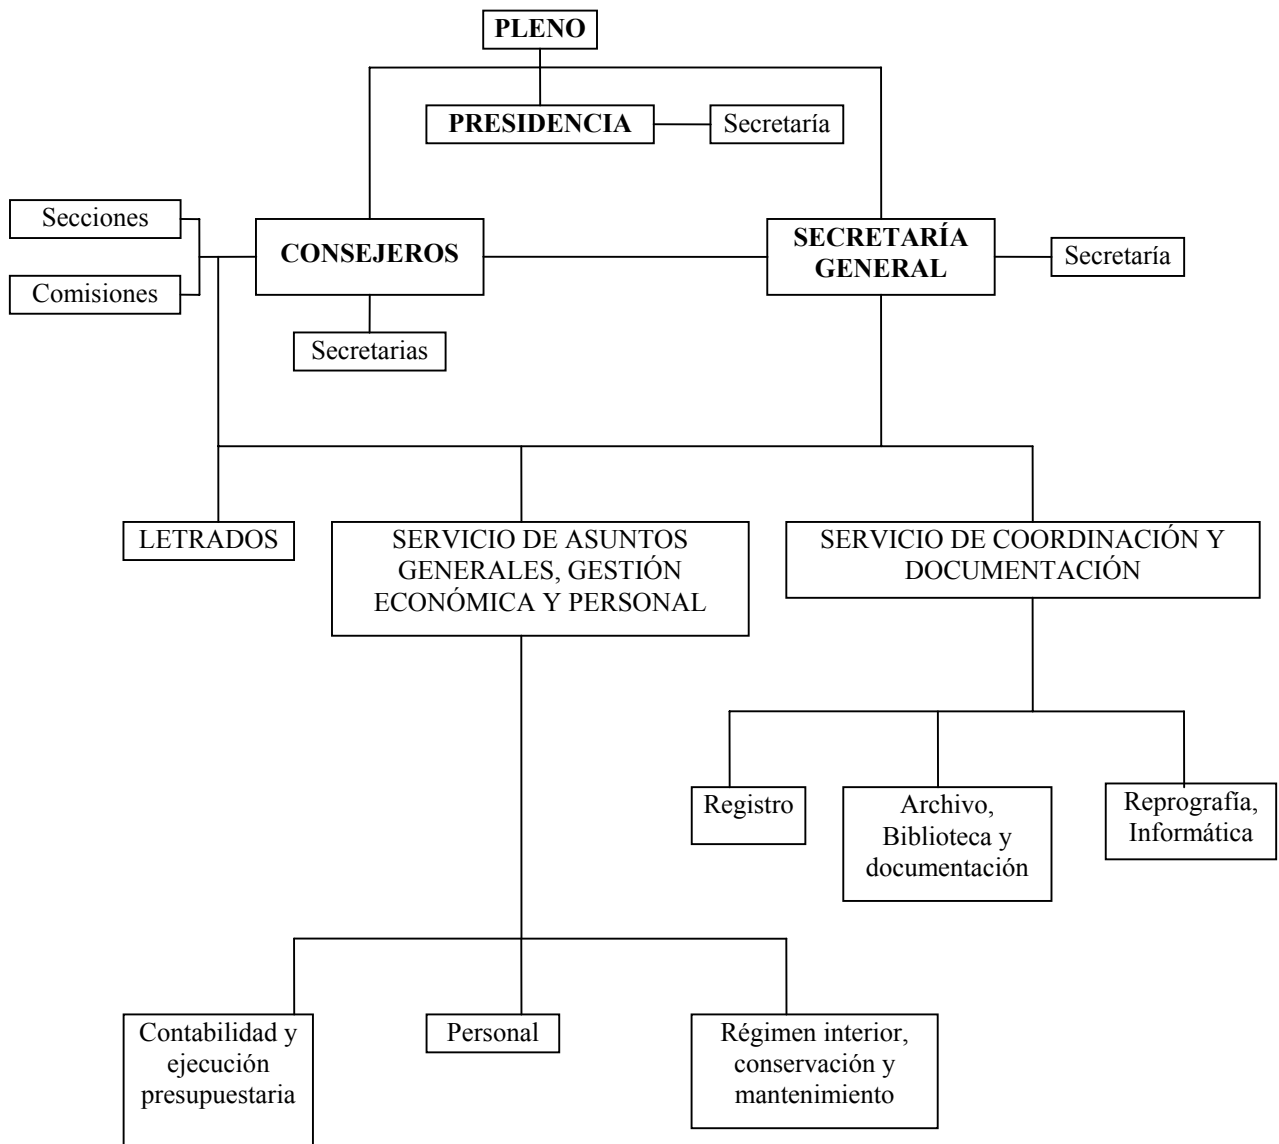 PLENO
PRESIDENCIA
Secretaría
Secciones
CONSEJEROS
SECRETARÍA
GENERAL
Secretaría
Comisiones
Secretarias
LETRADOS
SERVICIO DE ASUNTOS
GENERALES, GESTIÓN
ECONÓMICA Y PERSONAL
SERVICIO DE COORDINACIÓN Y
DOCUMENTACIÓN
Registro
Archivo,
Biblioteca y
documentación
Reprografía,
Informática
Contabilidad y
ejecución
presupuestaria
Personal
Régimen interior,
conservación y
mantenimiento